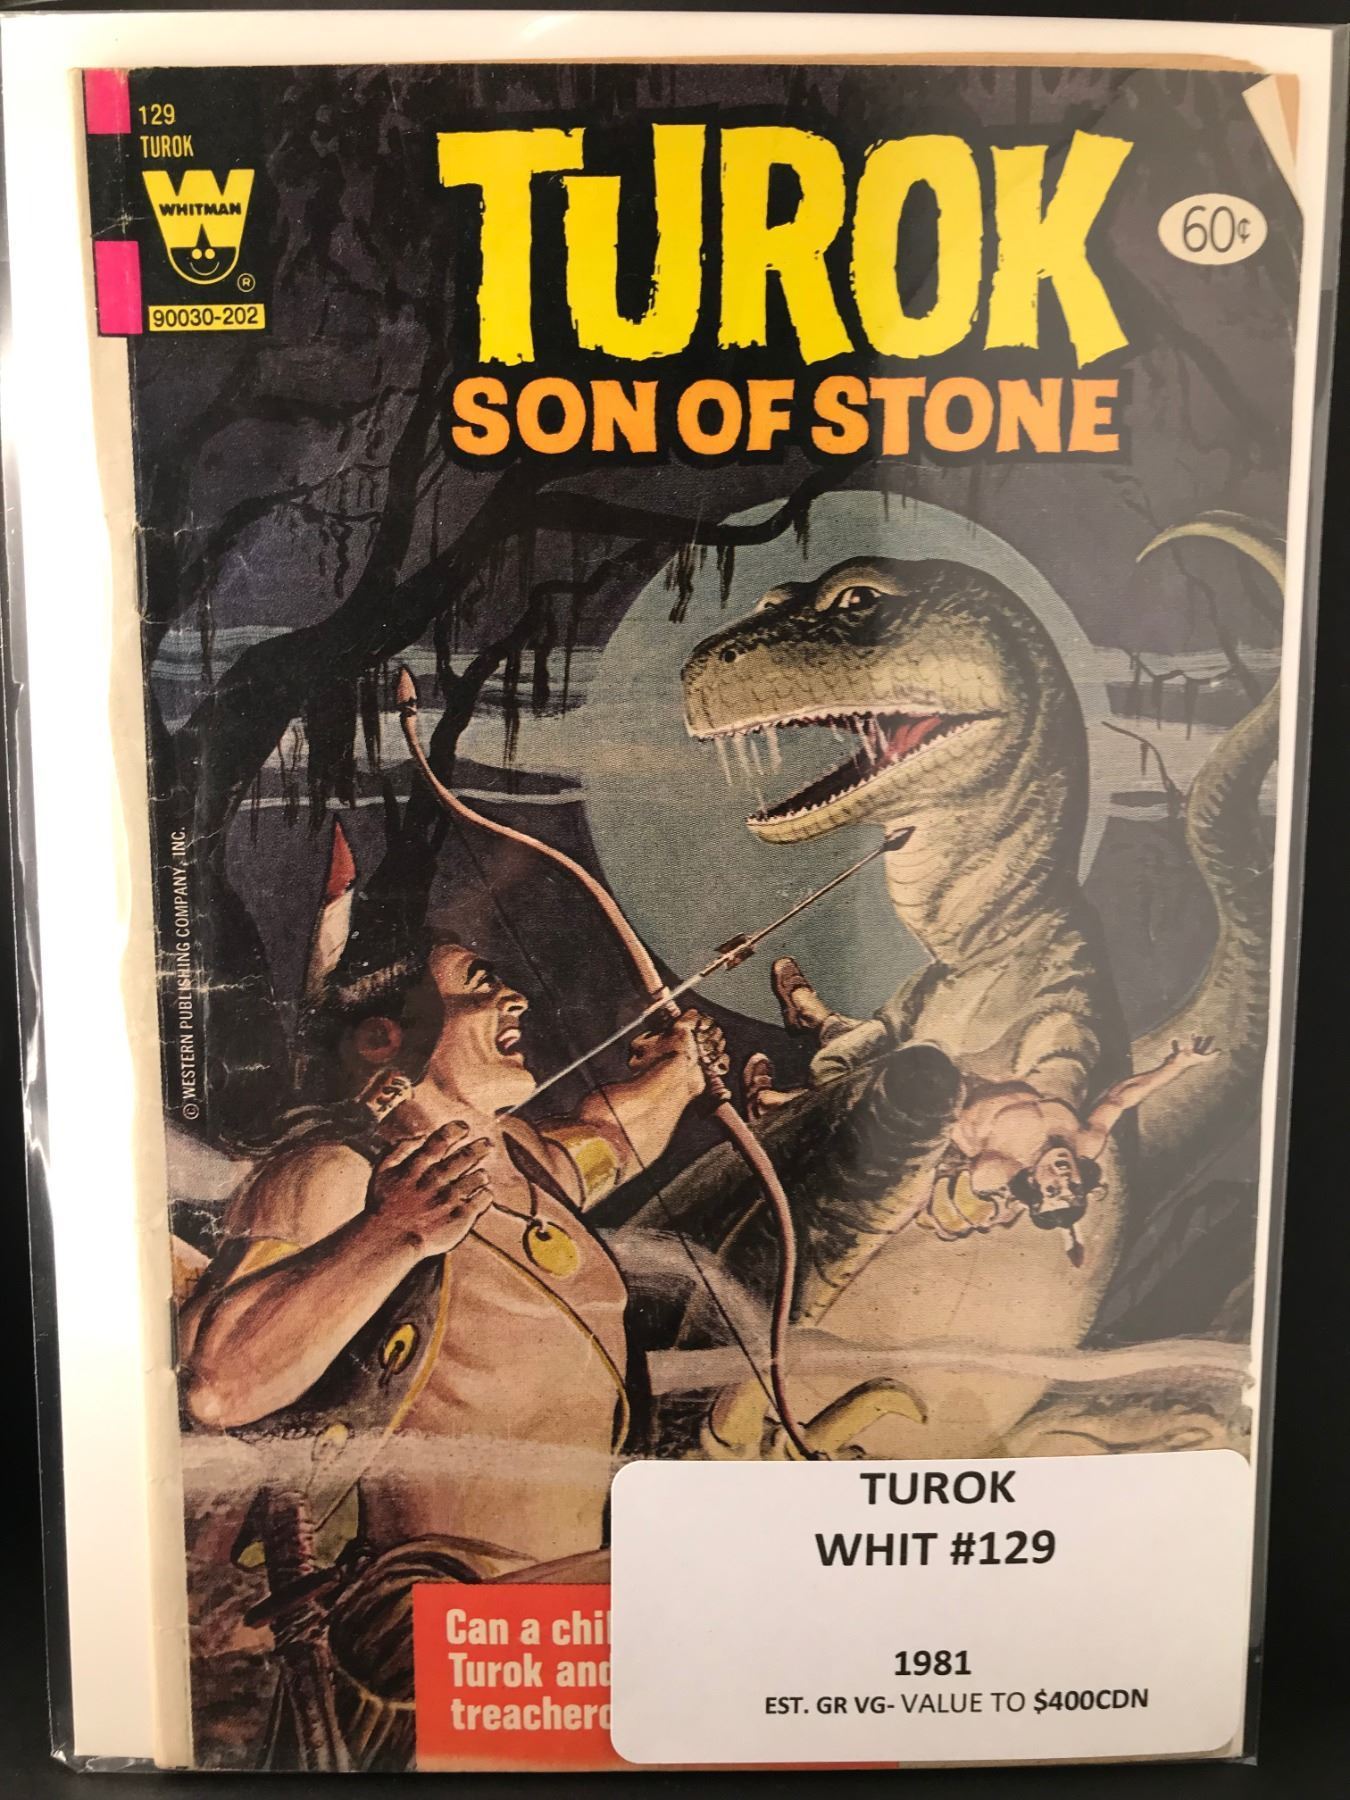 129
TUROK
WHITMAN
®
90030-202
TUROK
60¢
SON OF STONE
© WESTERN PUBLISHING COMPANY, INC.
Can a chi
Turok and
treachero
TUROK
WHIT #129
1981
EST. GR VG- VALUE TO $400CDN